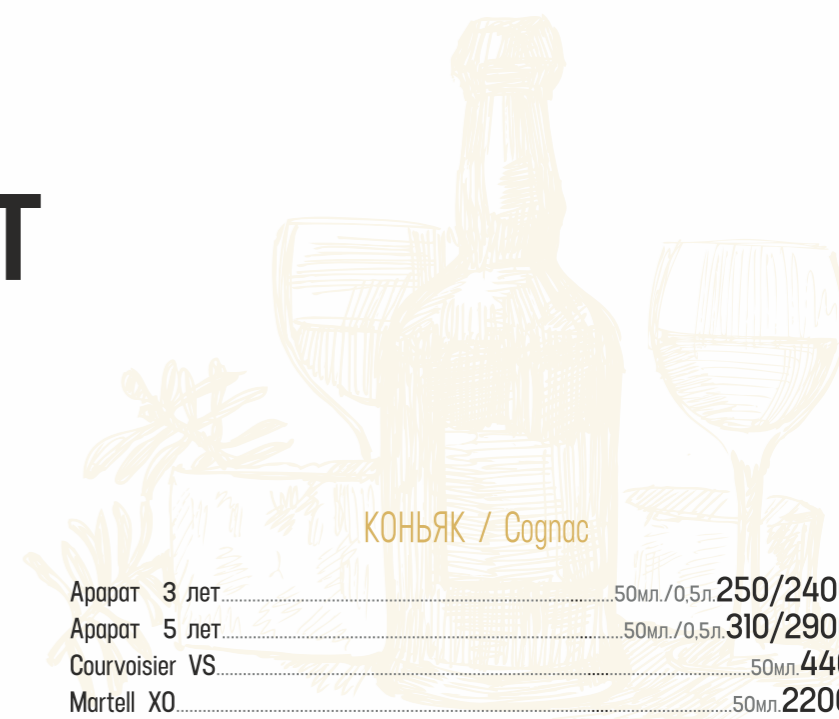 Т
КОНЬЯК / Cognac
Арарат 3 лет 50мл./0,5л. 250/240
Арарат 5 лет 50мл./0,5л. 310/290
Courvoisier VS 50мл.
Martell XO 50мл. 2200